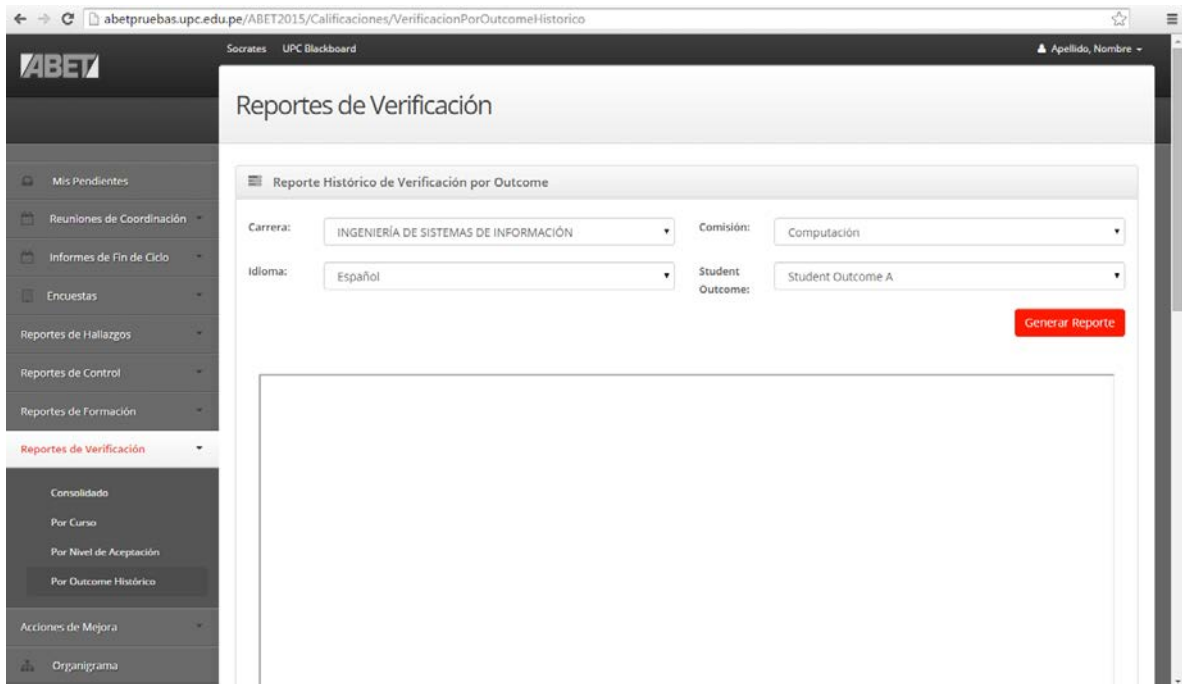 abetpruebas.upc.edu.pe/ABET2015/Calificaciones/VerificacionPorOutcomeHistorico
ABET
Socrates UPC Blackboard
Apellido, Nombre
Reportes de Verificación
Mis Pendientes
Reuniones de Coordinación
Informes de Fin de Ciclo
Encuestas
Reportes de Hallazgos
Reportes de Control
Reportes de Formación
Reportes de Verificación
Consolidado
Por Curso
Por Nivel de Aceptación
Por Outcome Histórico
Acciones de Mejora
Organigrama
Reporte Histórico de Verificación por Outcome
Carrera: INGENIERÍA DE SISTEMAS DE INFORMACIÓN
Comisión: Computación
Idioma: Español
Student
Outcome:
Student Outcome A
Generar Reporte